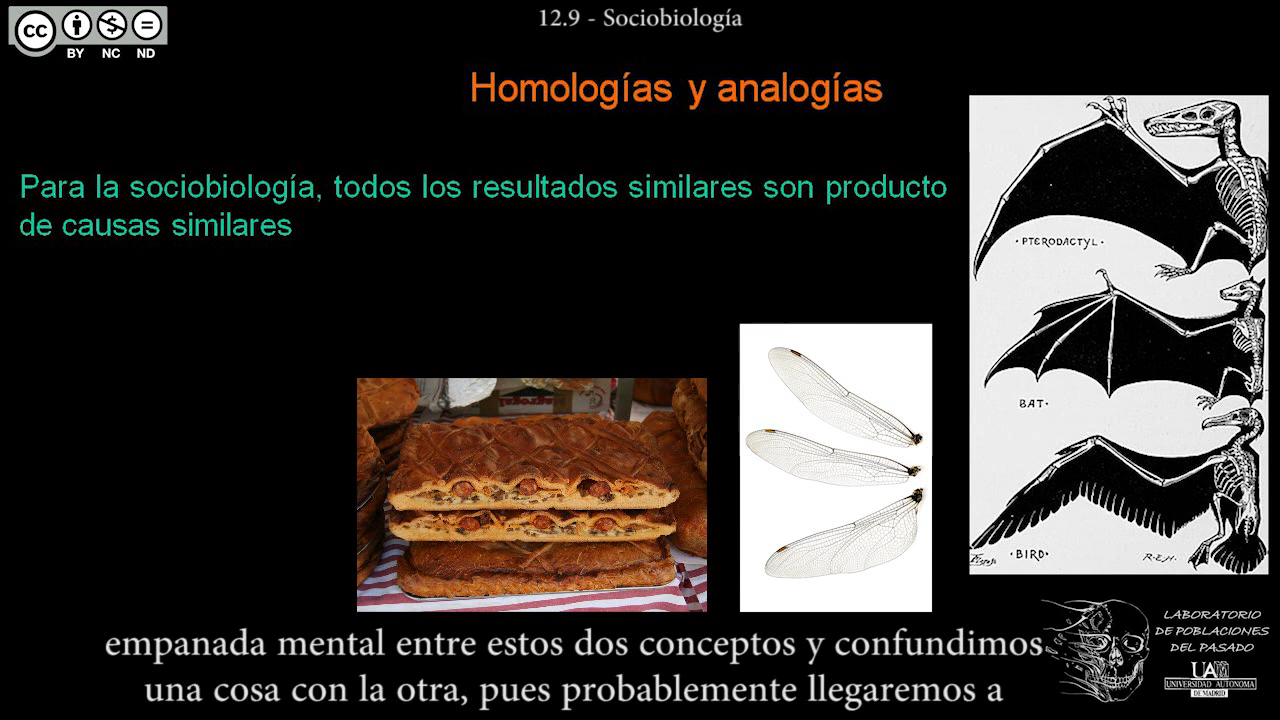 12.9 - Sociobiología
CC
BY NC ND
Homologías y analogías
Para la sociobiología, todos los resultados similares son producto
de causas similares
·PTERODACTYL·
BAT·
·BIRD·
R·E·H·
empanada mental entre estos dos conceptos y confundimos
una cosa con la otra, pues probablemente llegaremos a
LABORATORIO
DE POBLACIONES
DEL PASADO
UAM
UNIVERSIDAD AUTONOMA
DE MADRID